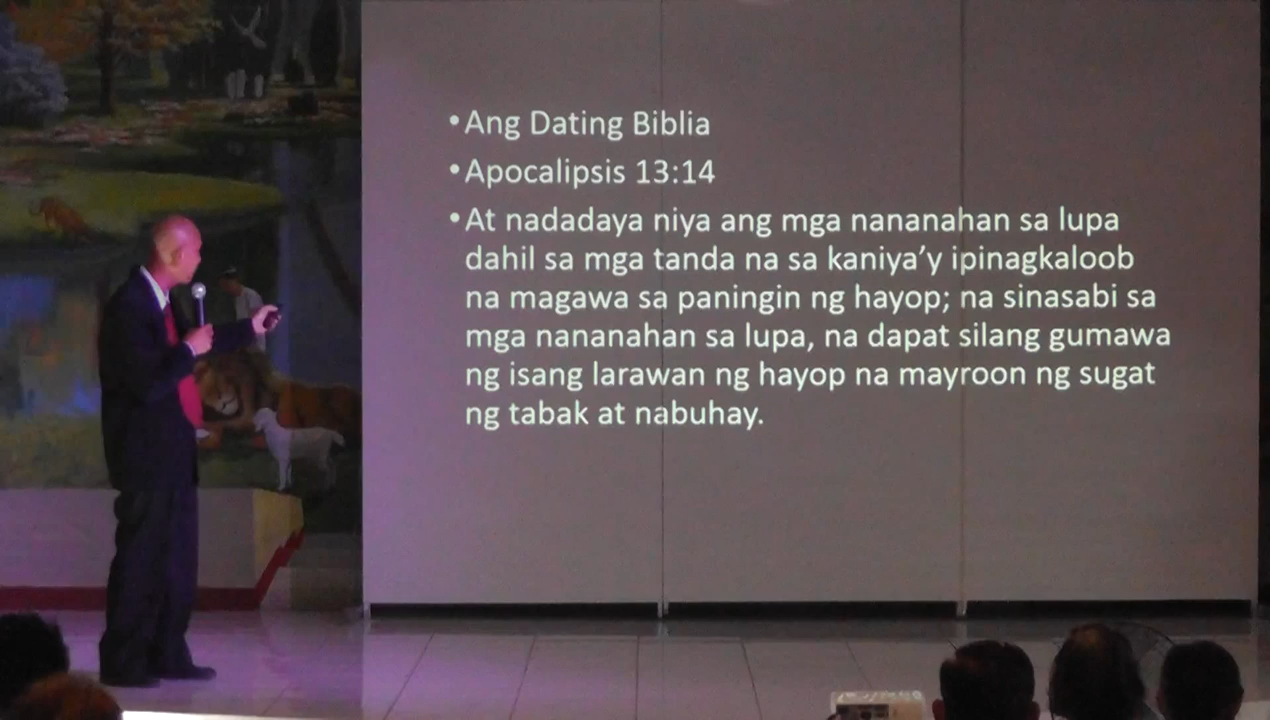 •Ang Dating Biblia
•Apocalipsis 13:14
•At nadadaya niya ang mga nananahan sa lupa
dahil sa mga tanda na sa kaniya’y ipinagkaloob
na magawa sa paningin ng hayop; na sinasabi sa
mga nananahan sa lupa, na dapat silang gumawa
ng isang larawan ng hayop na mayroon ng sugat
ng tabak at nabuhay.